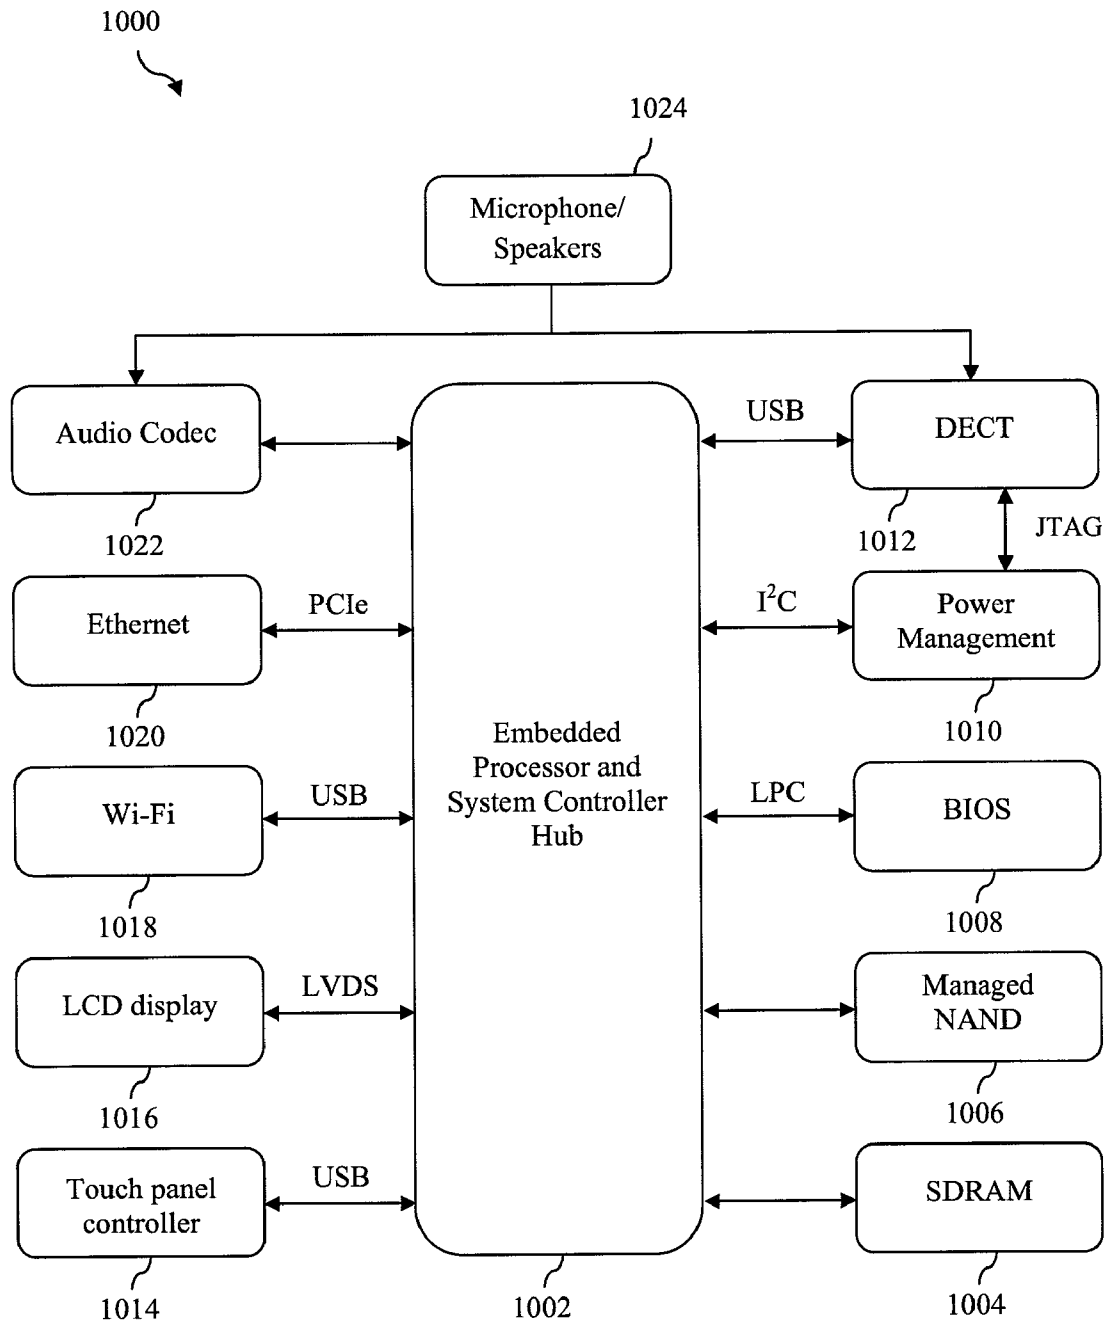 1000
1024
Microphone/
Speakers
Audio Codec
1022
USB
DECT
1012
JTAG
Ethernet
1020
PCIe
I²C
Power
Management
1010
Embedded
Processor and
System Controller
Hub
1002
Wi-Fi
1018
USB
LPC
BIOS
1008
LCD display
1016
LVDS
Managed
NAND
1006
Touch panel
controller
1014
USB
SDRAM
1004